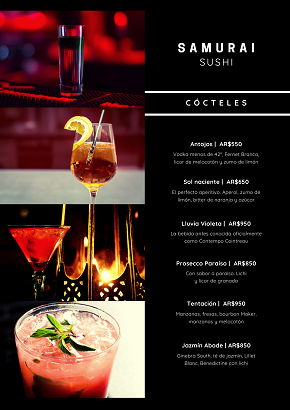 SAMURAI
SUSHI
CÓCTELES
Antojos | AR$550
Vodka menos de 42°, Fernet Branca,
licor de melocotón y zumo de limón
Sol naciente | AR$650
El perfecto aperitivo. Aperol, zumo de
limón, bitter de naranja y azúcar
Lluvia Violeta | AR$950
La bebida antes conocida oficialmente
como Contempo Cointreau
Prosecco Paraíso | AR$850
Con sabor a paraíso. Lichi
y licor de granada
Tentación | AR$950
Manzanas, fresas, bourbon Maker,
manzanas y melocotón
Jazmín Abode | AR$850
Ginebra South, té de jazmín, Lillet
Blanc, Benedictine con lichi